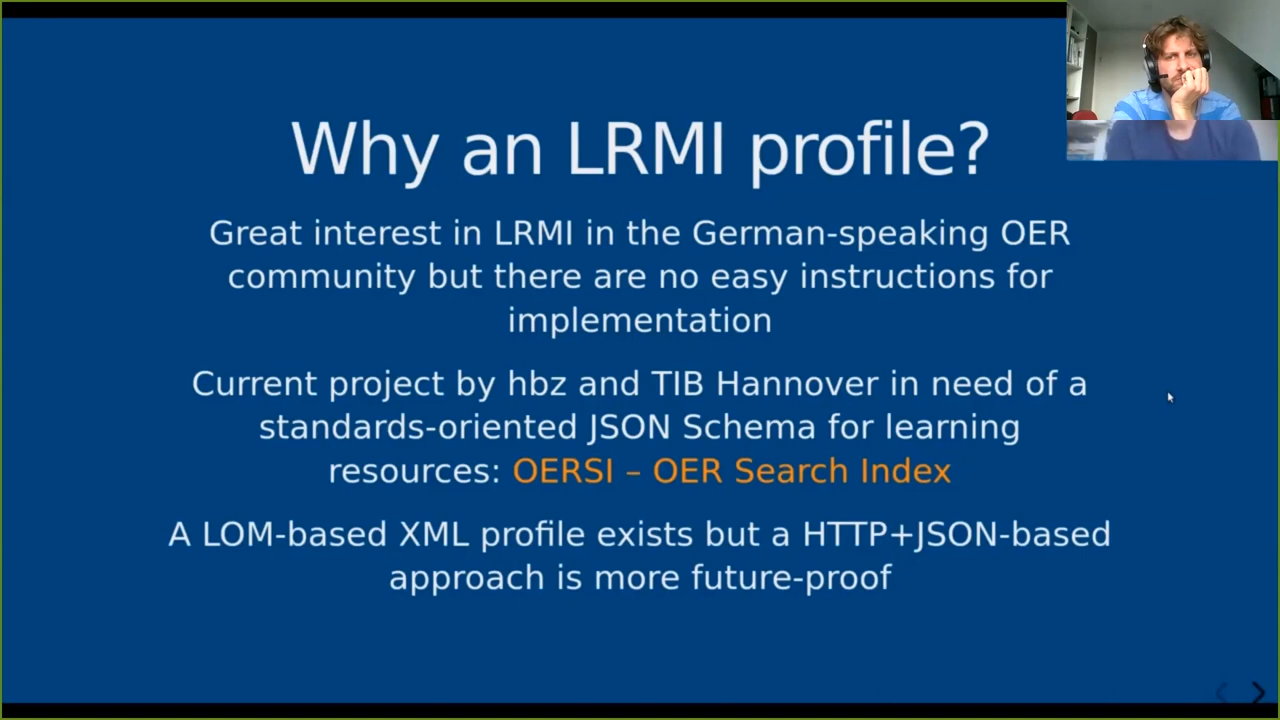 Why an LRMI profile?
Great interest in LRMI in the German-speaking OER
community but there are no easy instructions for
implementation
Current project by hbz and TIB Hannover in need of a
standards-oriented JSON Schema for learning
resources: OERSI – OER Search Index
A LOM-based XML profile exists but a HTTP+JSON-based
approach is more future-proof